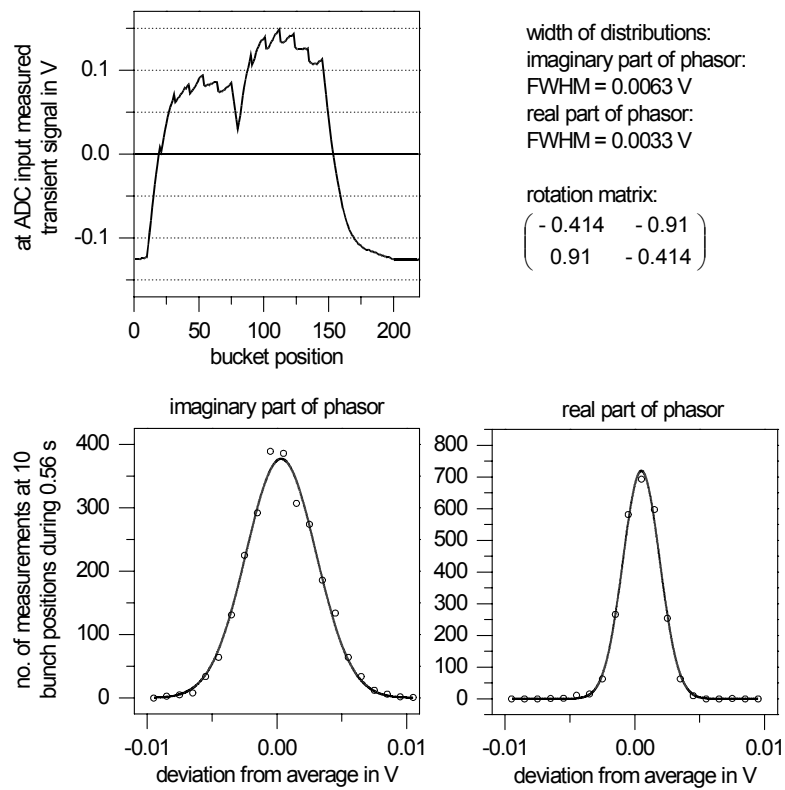 at ADC input measured
transient signal in V
0.1
0.0
-0.1
0 50 100 150 200
bucket position
width of distributions:
imaginary part of phasor:
FWHM = 0.0063 V
real part of phasor:
FWHM = 0.0033 V
rotation matrix:
- 0.414 - 0.91
0.91 - 0.414
imaginary part of phasor
no. of measurements at 10
bunch positions during 0.56 s
400
300
200
100
0
-0.01 0.00 0.01
deviation from average in V
real part of phasor
800
700
600
500
400
300
200
100
0
-0.01 0.00 0.01
deviation from average in V